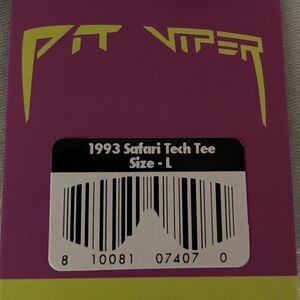 PIT VIPER
1993 Safari Tech Tee
Size - L
8 10081 07407 0